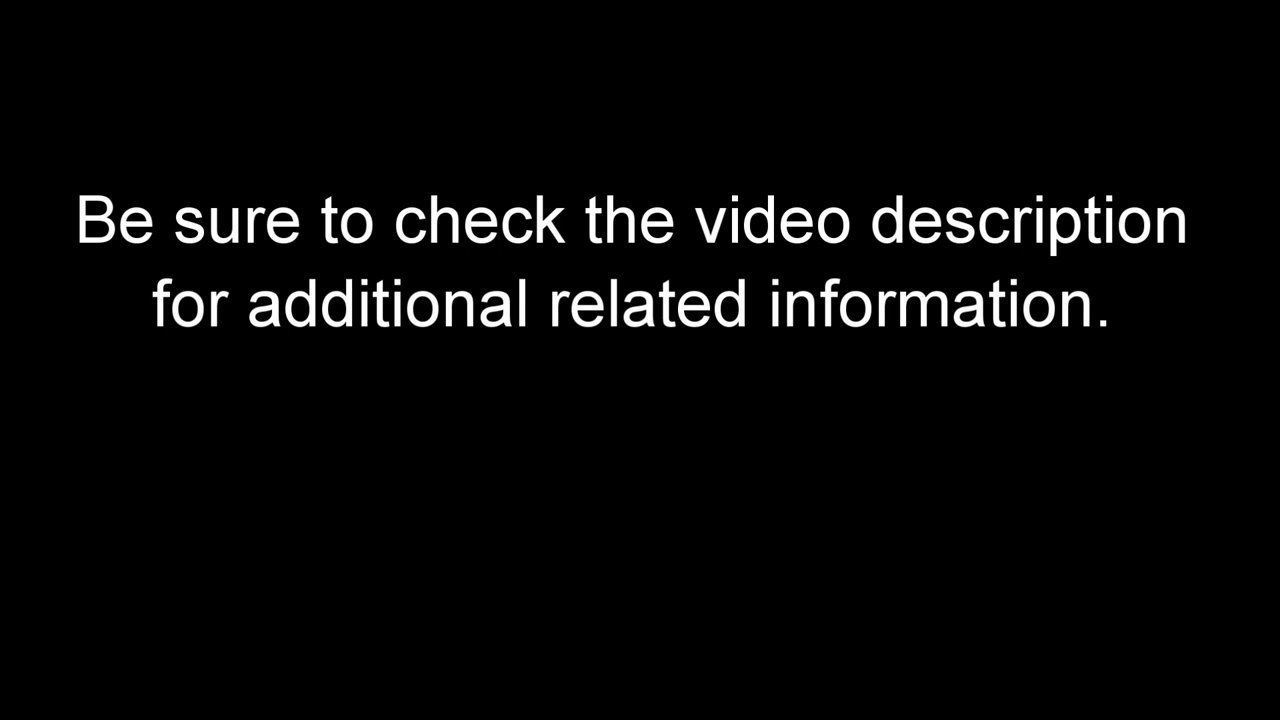 Be sure to check the video description
for additional related information.